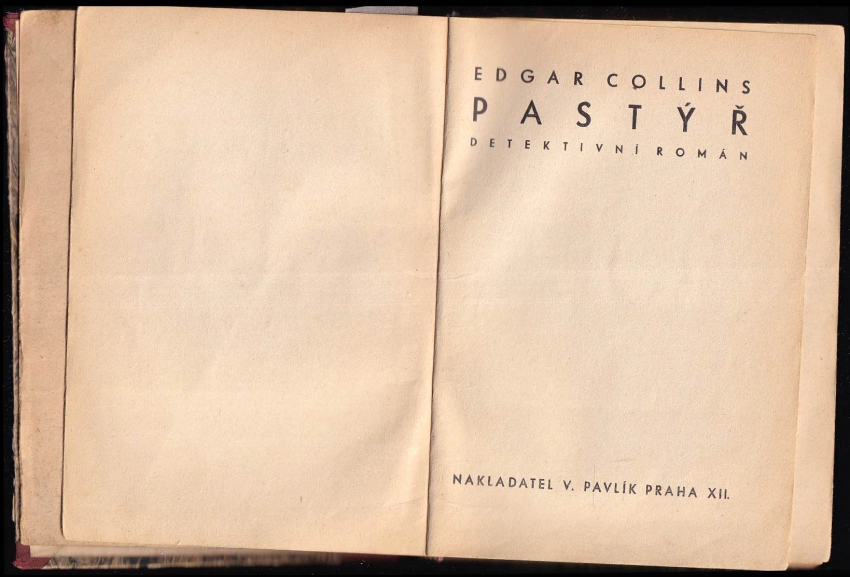 EDGAR COLLINS
PASTÝŘ
DETEKTIVNÍ ROMÁN
NAKLADATEL V. PAVLÍK PRAHA XII.